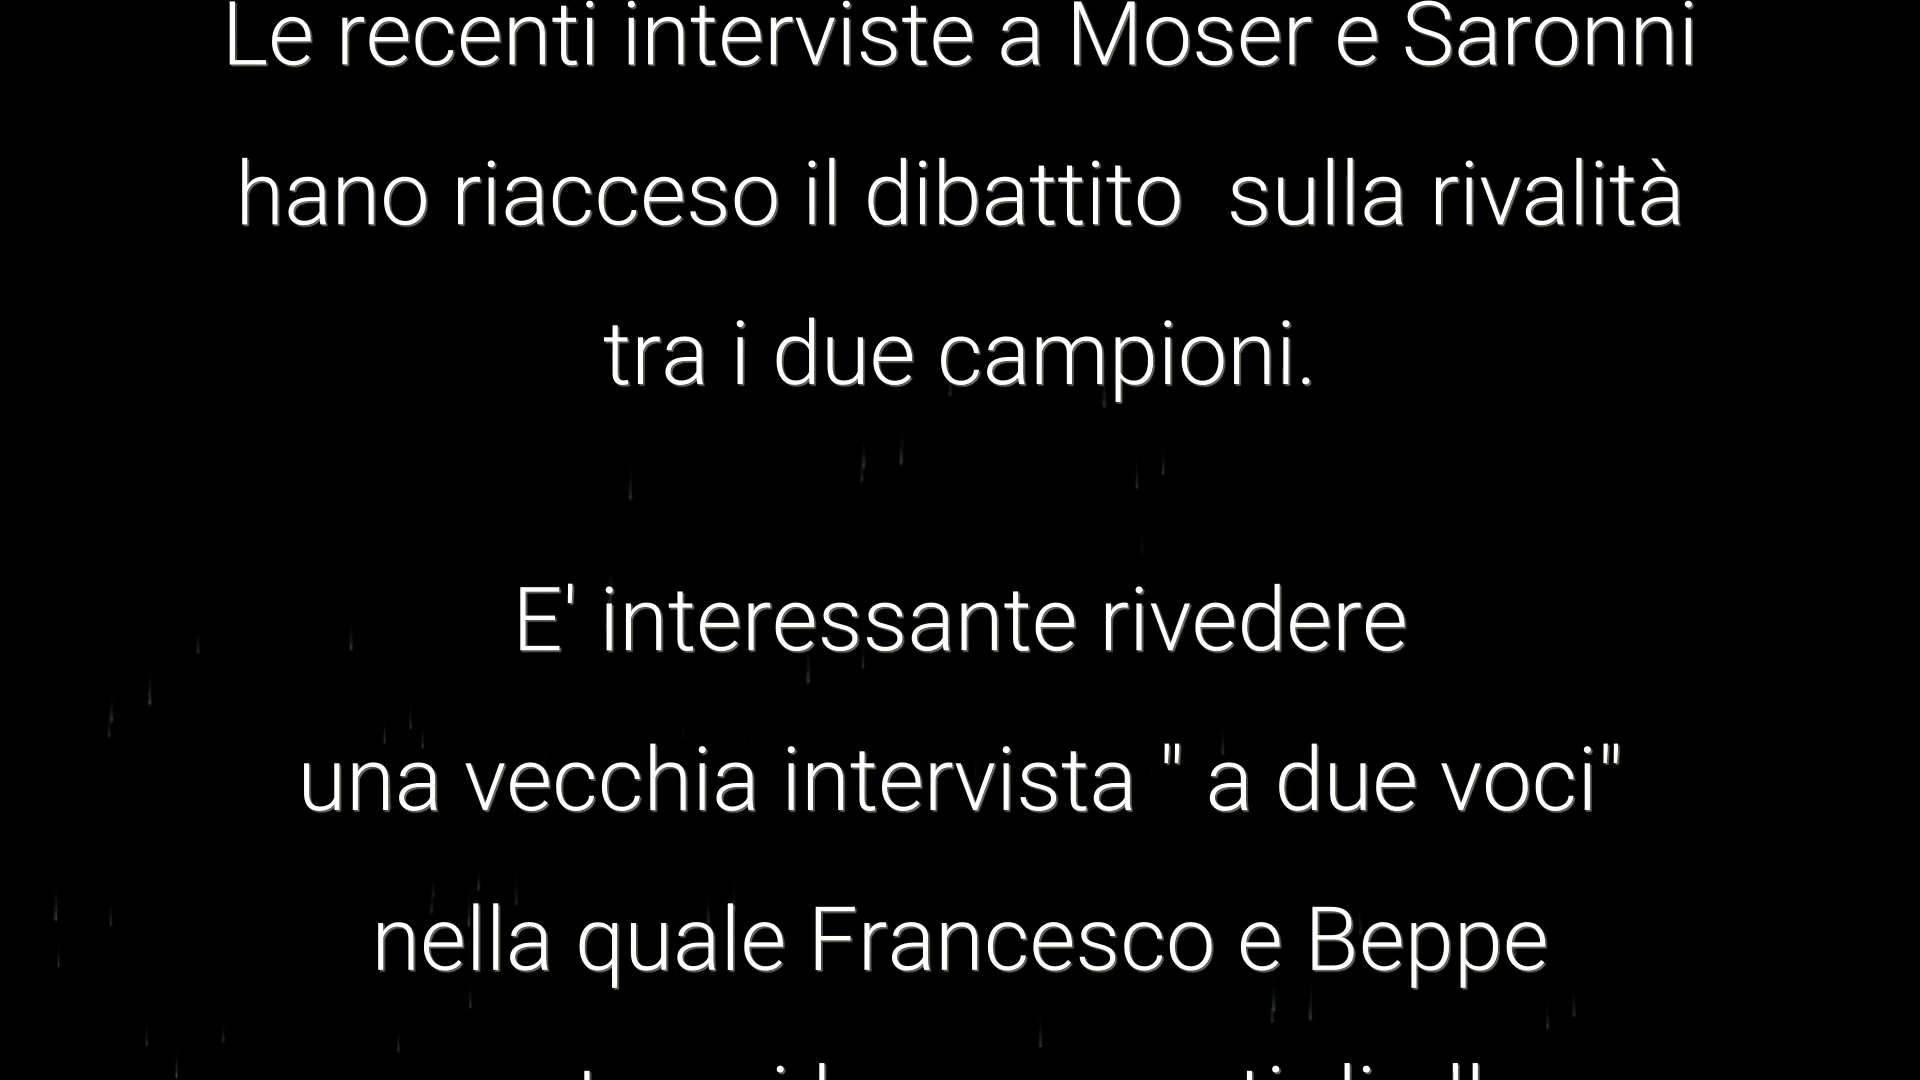 Le recenti interviste a Moser e Saronni
hano riacceso il dibattito  sulla rivalità
tra i due campioni.
E' interessante rivedere
una vecchia intervista " a due voci"
nella quale Francesco e Beppe